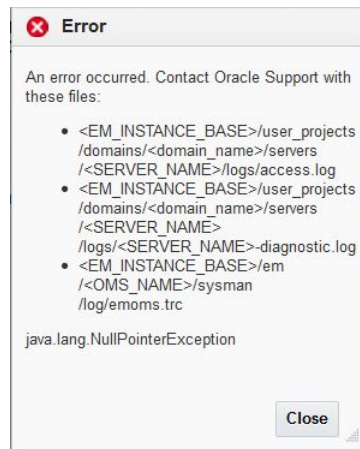 Error
An error occurred. Contact Oracle Support with
these files:
• <EM_INSTANCE_BASE>/user_projects
/domains/<domain_name>/servers
/<SERVER_NAME>/logs/access.log
• <EM_INSTANCE_BASE>/user_projects
/domains/<domain_name>/servers
/<SERVER_NAME>
/logs/<SERVER_NAME>-diagnostic.log
• <EM_INSTANCE_BASE>/em
/<OMS_NAME>/sysman
/log/emoms.trc
java.lang.NullPointerException
Close